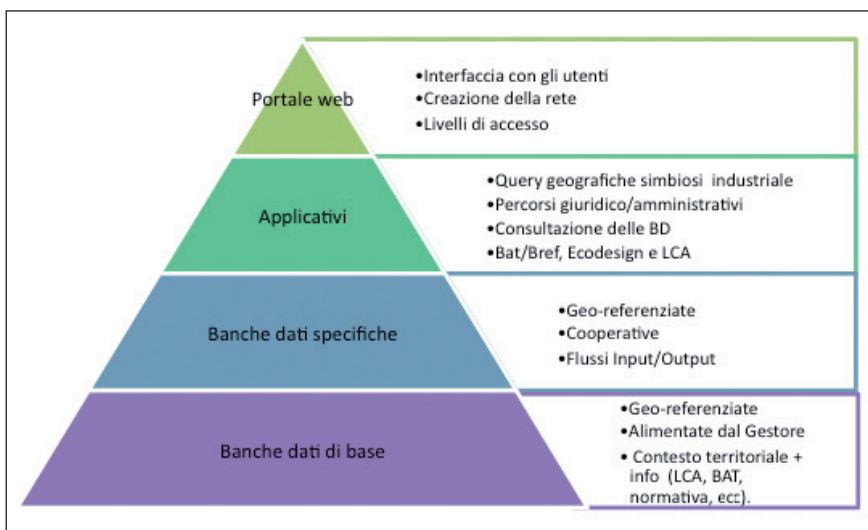 Portale web
•Interfaccia con gli utenti
•Creazione della rete
•Livelli di accesso
Applicativi
•Query geografiche simbiosi industriale
•Percorsi giuridico/amministrativi
•Consultazione delle BD
•Bat/Bref, Ecodesign e LCA
Banche dati specifiche
•Geo-referenziate
•Cooperative
•Flussi Input/Output
Banche dati di base
•Geo-referenziate
•Alimentate dal Gestore
• Contesto territoriale +
info (LCA, BAT,
normativa, ecc).